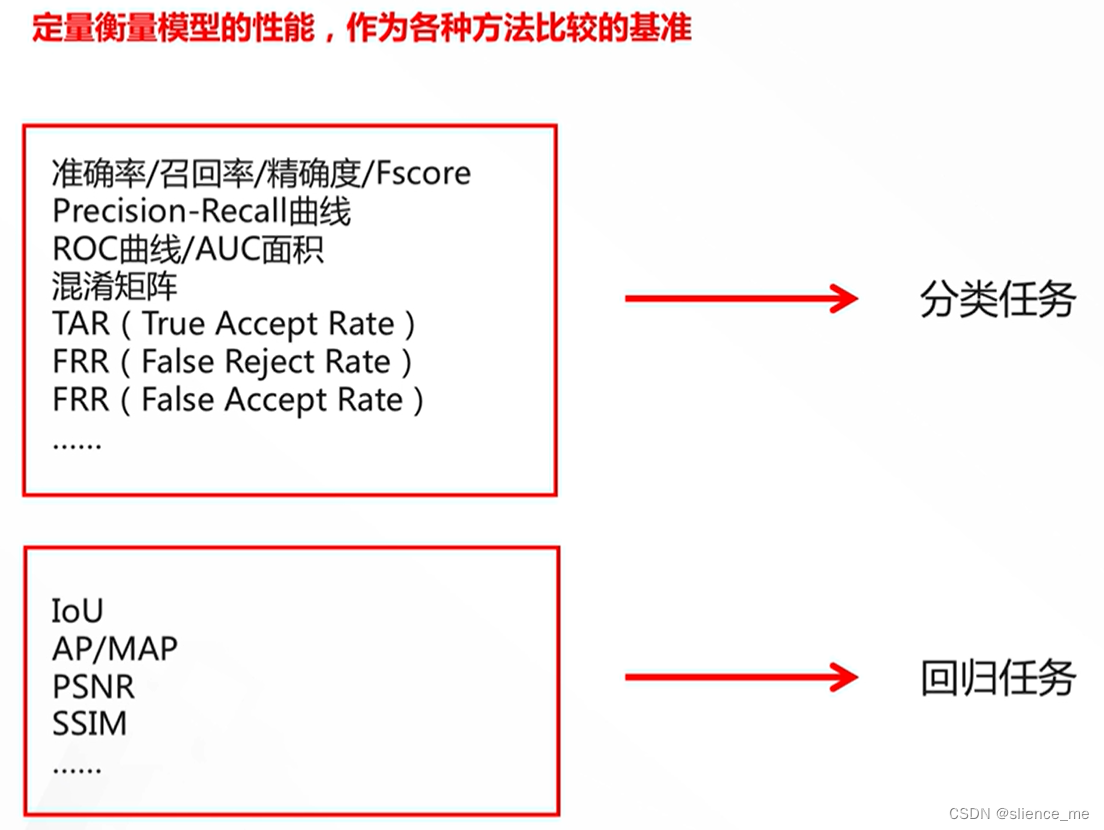 定量衡量模型的性能，作为各种方法比较的基准
准确率/召回率/精确度/Fscore
Precision-Recall曲线
ROC曲线/AUC面积
混淆矩阵
TAR（True Accept Rate）
FRR（False Reject Rate）
FRR（False Accept Rate）
……
分类任务
IoU
AP/MAP
PSNR
SSIM
……
回归任务
CSDN @slience_me